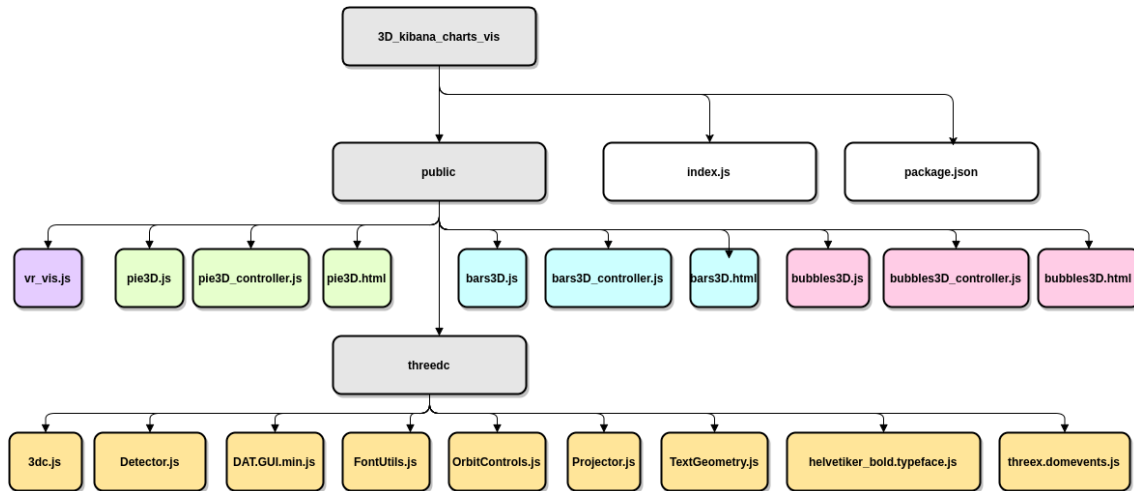 3D_kibana_charts_vis
public
index.js
package.json
vr_vis.js
pie3D.js
pie3D_controller.js
pie3D.html
bars3D.js
bars3D_controller.js
bars3D.html
bubbles3D.js
bubbles3D_controller.js
bubbles3D.html
threedc
3dc.js
Detector.js
DAT.GUI.min.js
FontUtils.js
OrbitControls.js
Projector.js
TextGeometry.js
helvetiker_bold.typeface.js
threex.domevents.js